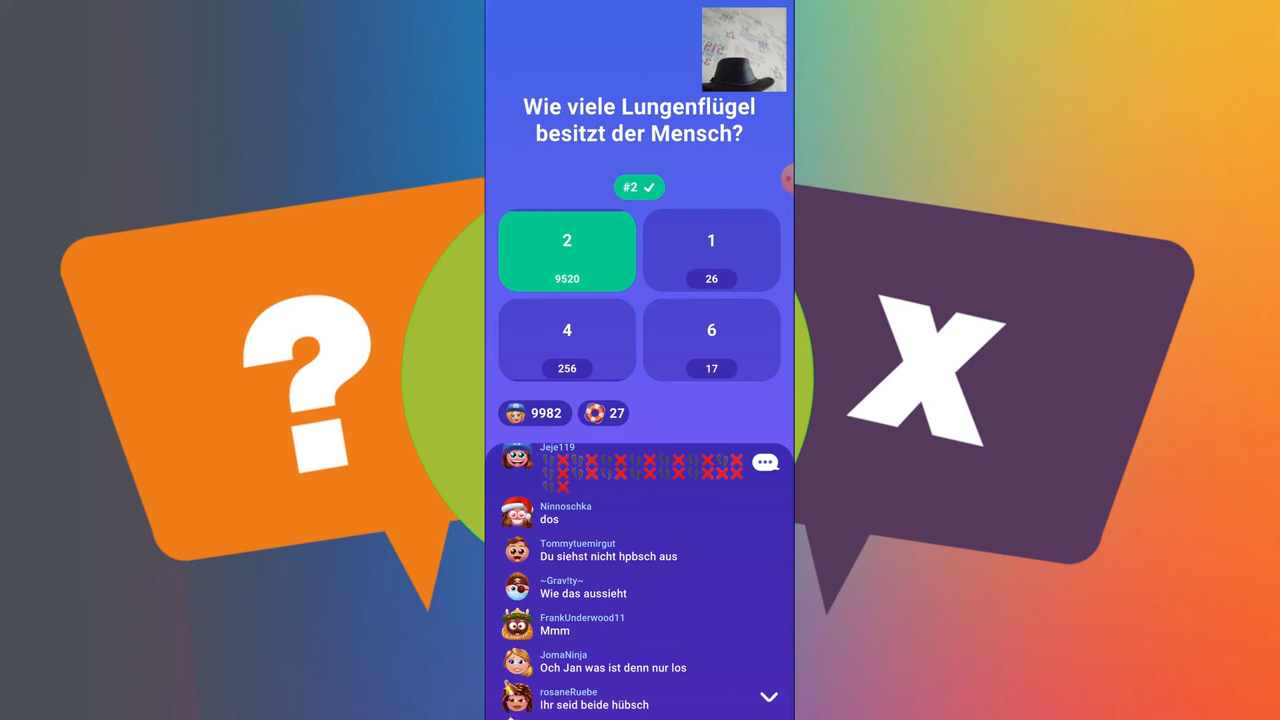 Wie viele Lungenflügel
besitzt der Mensch?
#2
2
9520
1
26
4
256
6
17
9982
27
Jeje119
Ninnoschka
dos
Tommytuemirgut
Du siehst nicht hpbsch aus
~Grav!ty~
Wie das aussieht
FrankUnderwood11
Mmm
JomaNinja
Och Jan was ist denn nur los
rosaneRuebe
Ihr seid beide hübsch
?
X